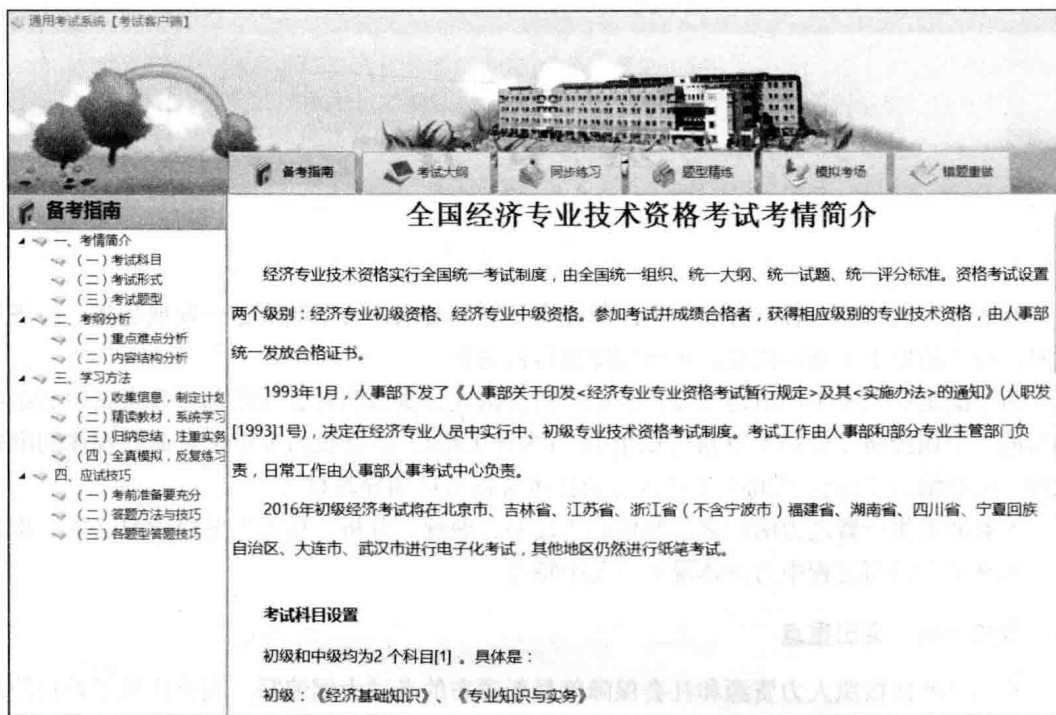 通用考试系统【考试客户端】
备考指南 考试大纲 同步练习 题型精练 模拟考场 错题重做
备考指南
一、考情简介
（一）考试科目
（二）考试形式
（三）考试题型
二、考纲分析
（一）重点难点分析
（二）内容结构分析
三、学习方法
（一）收集信息，制定计划
（二）精读教材，系统学习
（三）归纳总结，注重实务
（四）全真模拟，反复练习
四、应试技巧
（一）考前准备要充分
（二）答题方法与技巧
（三）各题型答题技巧
全国经济专业技术资格考试考情简介
经济专业技术资格实行全国统一考试制度，由全国统一组织、统一大纲、统一试题、统一评分标准。资格考试设置
两个级别：经济专业初级资格、经济专业中级资格。参加考试并成绩合格者，获得相应级别的专业技术资格，由人事部
统一发放合格证书。
1993年1月，人事部下发了《人事部关于印发<经济专业专业资格考试暂行规定>及其<实施办法>的通知》(人职发
[1993]1号)，决定在经济专业人员中实行中、初级专业技术资格考试制度。考试工作由人事部和部分专业主管部门负
责，日常工作由人事部人事考试中心负责。
2016年初级经济考试将在北京市、吉林省、江苏省、浙江省（不含宁波市）福建省、湖南省、四川省、宁夏回族
自治区、大连市、武汉市进行电子化考试，其他地区仍然进行纸笔考试。
考试科目设置
初级和中级均为2 个科目[1] 。具体是：
初级：《经济基础知识》 《专业知识与实务》